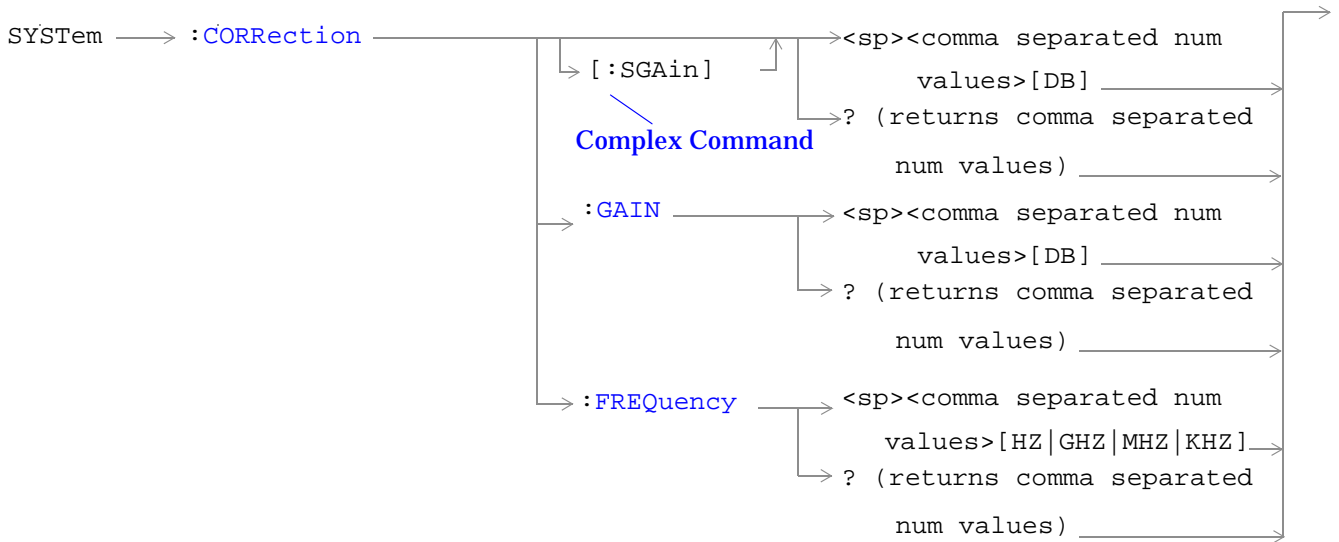 SYSTem :CORRection <sp><comma separated num
[:SGAin]
values>[DB]
Complex Command
? (returns comma separated
num values)
:GAIN <sp><comma separated num
values>[DB]
? (returns comma separated
num values)
:FREQuency <sp><comma separated num
values>[HZ|GHZ|MHZ|KHZ]
? (returns comma separated
num values)